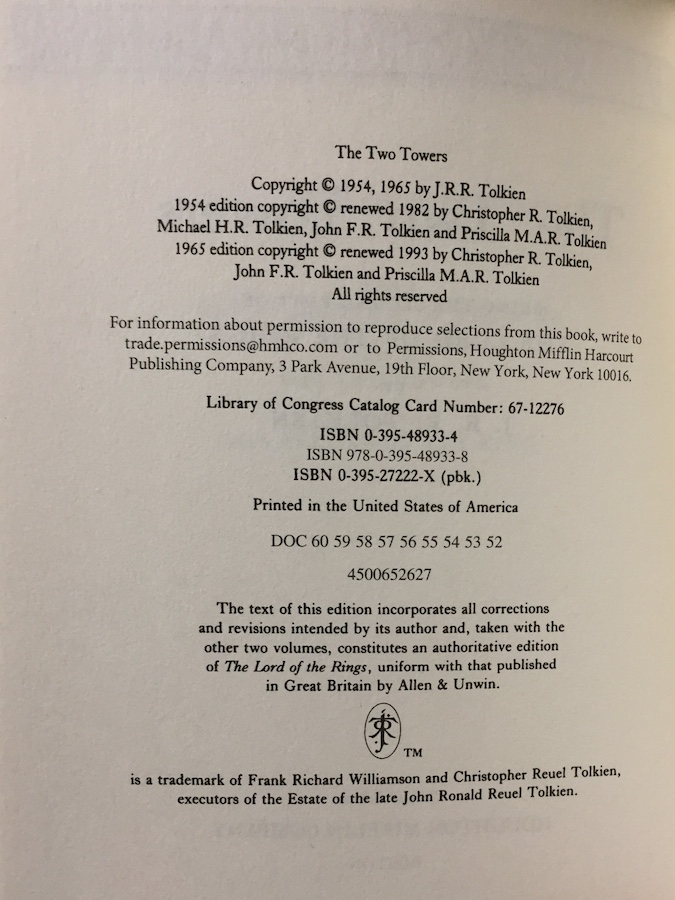 The Two Towers
Copyright © 1954, 1965 by J.R.R. Tolkien
1954 edition copyright © renewed 1982 by Christopher R. Tolkien,
Michael H.R. Tolkien, John F.R. Tolkien and Priscilla M.A.R. Tolkien
1965 edition copyright © renewed 1993 by Christopher R. Tolkien,
John F.R. Tolkien and Priscilla M.A.R. Tolkien
All rights reserved
For information about permission to reproduce selections from this book, write to
trade.permissions@hmhco.com or to Permissions, Houghton Mifflin Harcourt
Publishing Company, 3 Park Avenue, 19th Floor, New York, New York 10016.
Library of Congress Catalog Card Number: 67-12276
ISBN 0-395-48933-4
ISBN 978-0-395-48933-8
ISBN 0-395-27222-X (pbk.)
Printed in the United States of America
DOC 60 59 58 57 56 55 54 53 52
4500652627
The text of this edition incorporates all corrections
and revisions intended by its author and, taken with the
other two volumes, constitutes an authoritative edition
of The Lord of the Rings, uniform with that published
in Great Britain by Allen & Unwin.
TM
is a trademark of Frank Richard Williamson and Christopher Reuel Tolkien,
executors of the Estate of the late John Ronald Reuel Tolkien.